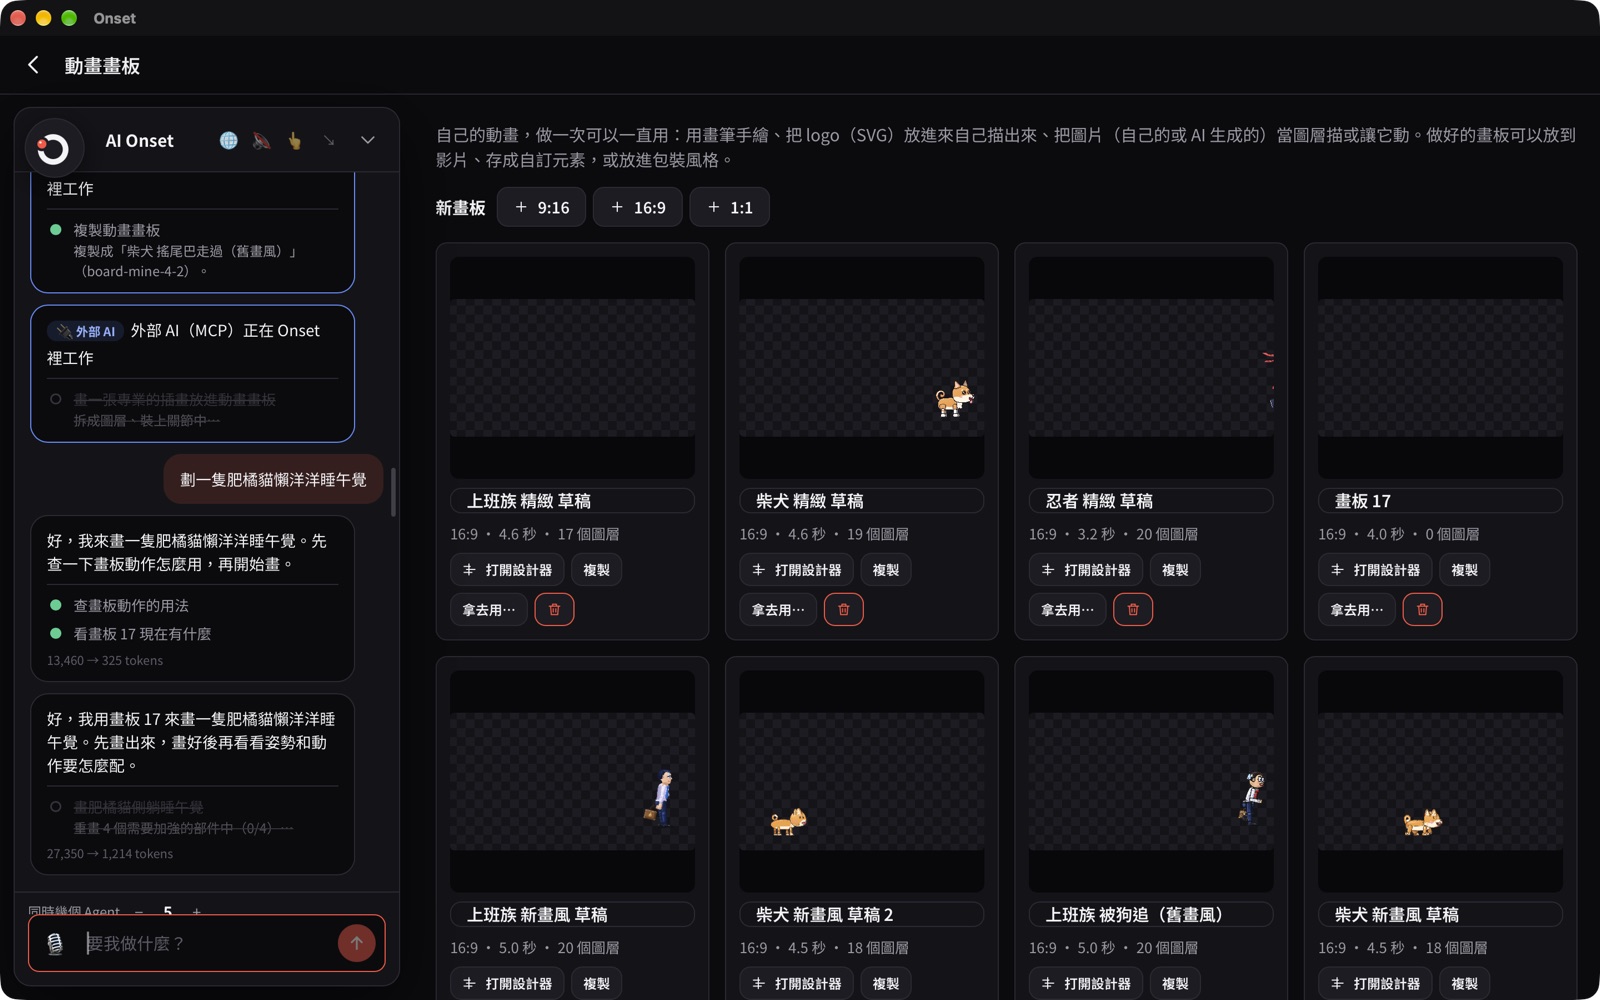 Onset
動畫畫板
AI Onset
裡工作
複製動畫畫板
複製成「柴犬 搖尾巴走過（舊畫風）」
（board-mine-4-2）。
外部 AI 外部 AI（MCP）正在 Onset
裡工作
畫一張專業的插畫放進動畫畫板
拆成圖層、裝上關節中…
劃一隻肥橘貓懶洋洋睡午覺
好，我來畫一隻肥橘貓懶洋洋睡午覺。先
查一下畫板動作怎麼用，再開始畫。
查畫板動作的用法
看畫板 17 現在有什麼
13,460 → 325 tokens
好，我用畫板 17 來畫一隻肥橘貓懶洋洋睡
午覺。先畫出來，畫好後再看看姿勢和動
作要怎麼配。
畫肥橘貓側躺睡午覺
重畫 4 個需要加強的部件中（0/4）…
27,350 → 1,214 tokens
同時幾個 Agent − 5 +
要我做什麼？
自己的動畫，做一次可以一直用：用畫筆手繪、把 logo（SVG）放進來自己描出來、把圖片（自己的或 AI 生成的）當圖層描或讓它動。做好的畫板可以放到
影片、存成自訂元素，或放進包裝風格。
新畫板 + 9:16 + 16:9 + 1:1
上班族 精緻 草稿
16:9 · 4.6 秒 · 17 個圖層
打開設計器 複製
拿去用…
柴犬 精緻 草稿
16:9 · 4.6 秒 · 19 個圖層
打開設計器 複製
拿去用…
忍者 精緻 草稿
16:9 · 3.2 秒 · 20 個圖層
打開設計器 複製
拿去用…
畫板 17
16:9 · 4.0 秒 · 0 個圖層
打開設計器 複製
拿去用…
上班族 新畫風 草稿
16:9 · 5.0 秒 · 20 個圖層
打開設計器 複製
柴犬 新畫風 草稿 2
16:9 · 4.5 秒 · 18 個圖層
打開設計器 複製
上班族 被狗追（舊畫風）
16:9 · 5.0 秒 · 20 個圖層
打開設計器 複製
柴犬 新畫風 草稿
16:9 · 4.5 秒 · 18 個圖層
打開設計器 複製